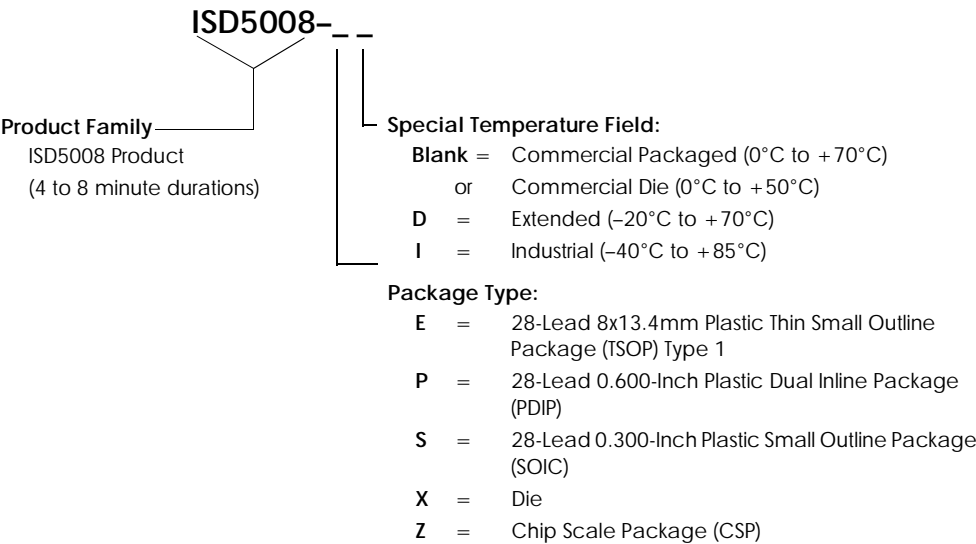 ISD5008–_ _
Product Family
ISD5008 Product
(4 to 8 minute durations)
Special Temperature Field:
Blank = Commercial Packaged (0°C to +70°C)
or Commercial Die (0°C to +50°C)
D = Extended (–20°C to +70°C)
I = Industrial (–40°C to +85°C)
Package Type:
E = 28-Lead 8x13.4mm Plastic Thin Small Outline
Package (TSOP) Type 1
P = 28-Lead 0.600-Inch Plastic Dual Inline Package
(PDIP)
S = 28-Lead 0.300-Inch Plastic Small Outline Package
(SOIC)
X = Die
Z = Chip Scale Package (CSP)